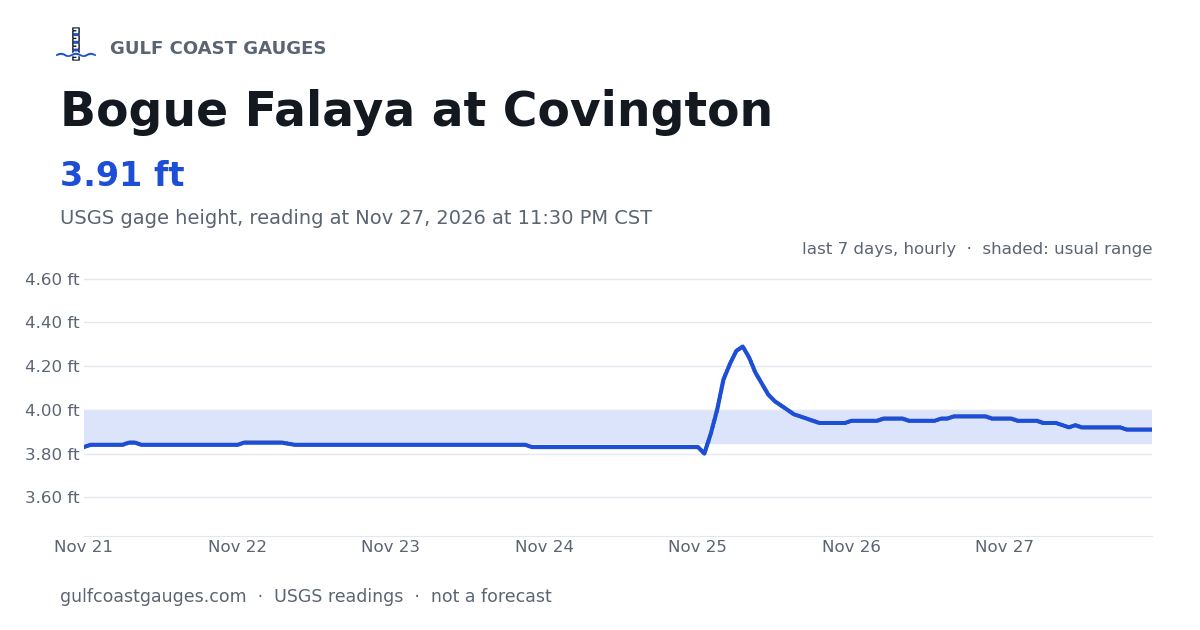 GULF COAST GAUGES
Bogue Falaya at Covington
3.91 ft
USGS gage height, reading at Nov 27, 2026 at 11:30 PM CST
last 7 days, hourly · shaded: usual range
4.60 ft
4.40 ft
4.20 ft
4.00 ft
3.80 ft
3.60 ft
Nov 21 Nov 22 Nov 23 Nov 24 Nov 25 Nov 26 Nov 27
gulfcoastgauges.com · USGS readings · not a forecast